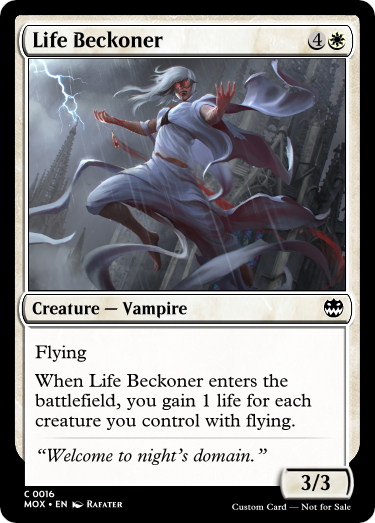 Life Beckoner 4
Creature — Vampire
Flying
When Life Beckoner enters the
battlefield, you gain 1 life for each
creature you control with flying.
“Welcome to night’s domain.”
3/3
C 0016
MOX • EN Rafater
Custom Card — Not for Sale